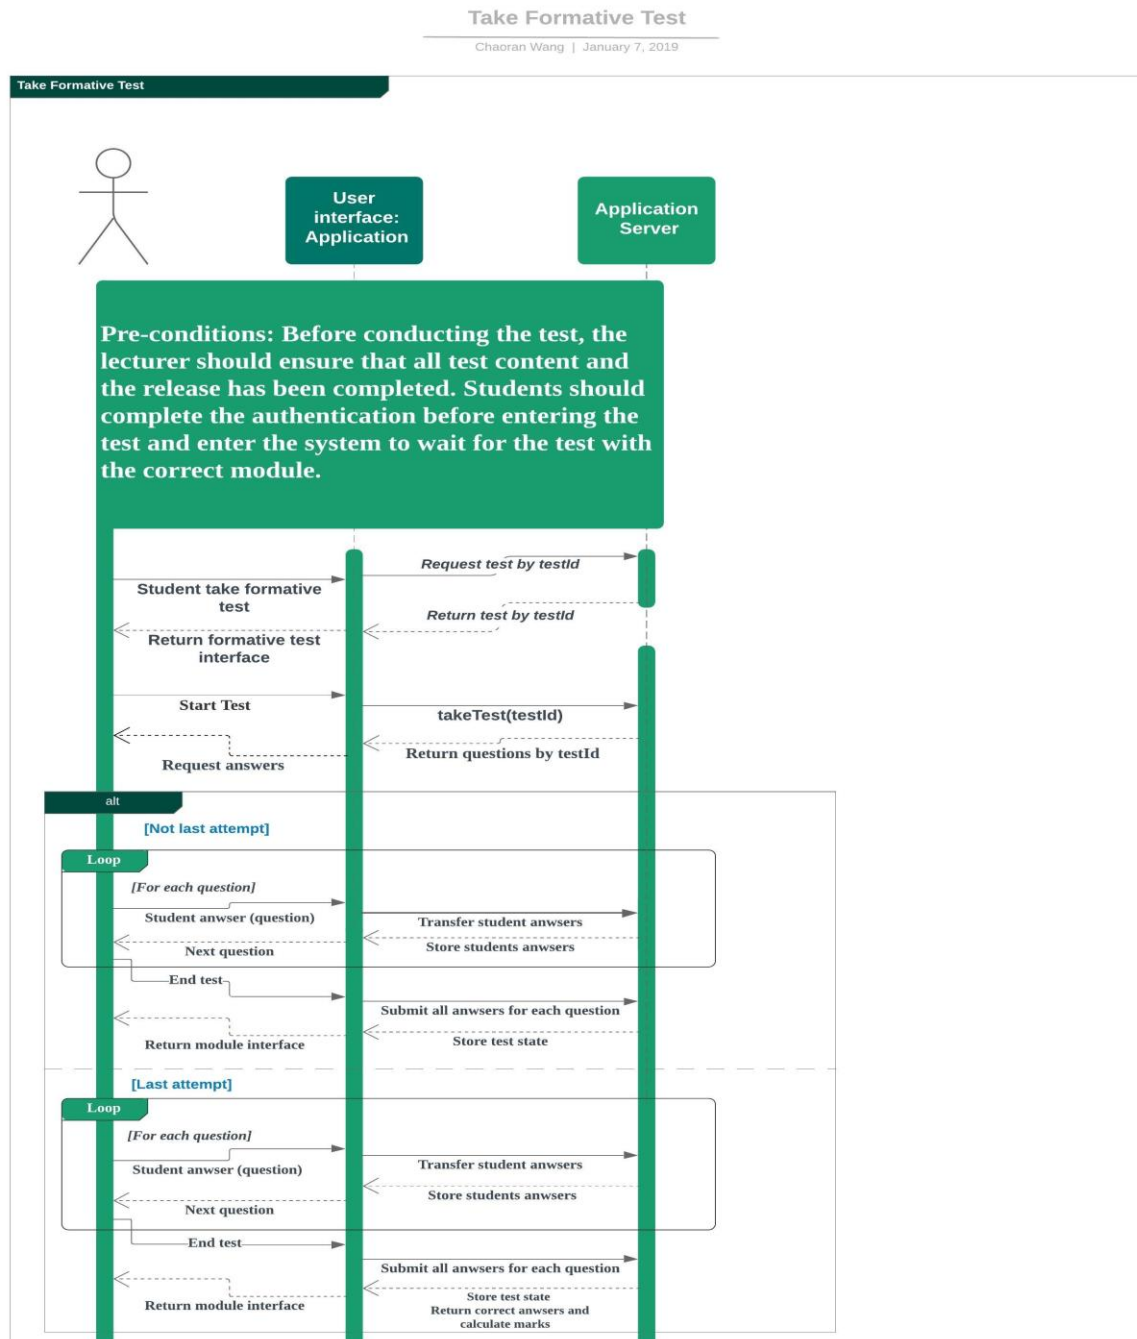 Take Formative Test
Chaoran Wang | January 7, 2019
Take Formative Test
User
interface:
Application
Application
Server
Pre-conditions: Before conducting the test, the
lecturer should ensure that all test content and
the release has been completed. Students should
complete the authentication before entering the
test and enter the system to wait for the test with
the correct module.
Request test by testId
Student take formative
test
Return test by testId
Return formative test
interface
Start Test
takeTest(testId)
Return questions by testId
Request answers
alt
[Not last attempt]
Loop
[For each question]
Student anwser (question)
Transfer student anwsers
Store students anwsers
Next question
End test
Submit all anwsers for each question
Store test state
Return module interface
[Last attempt]
Loop
[For each question]
Student anwser (question)
Transfer student anwsers
Store students anwsers
Next question
End test
Submit all anwsers for each question
Store test state
Return correct anwsers and
calculate marks
Return module interface